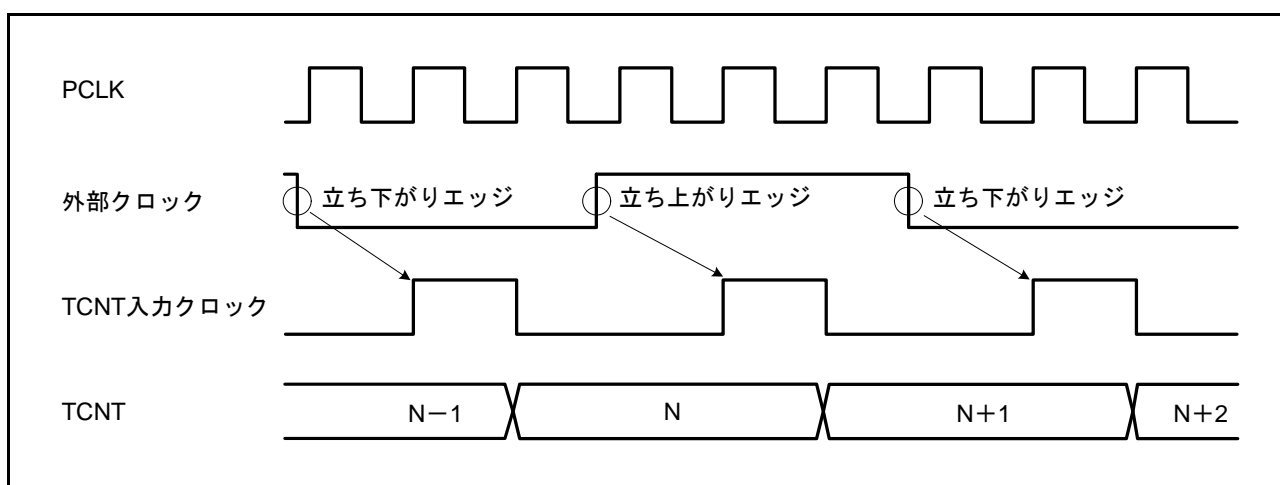 PCLK
外部クロック
立ち下がりエッジ
立ち上がりエッジ
立ち下がりエッジ
TCNT入力クロック
TCNT
N－1
N
N＋1
N＋2